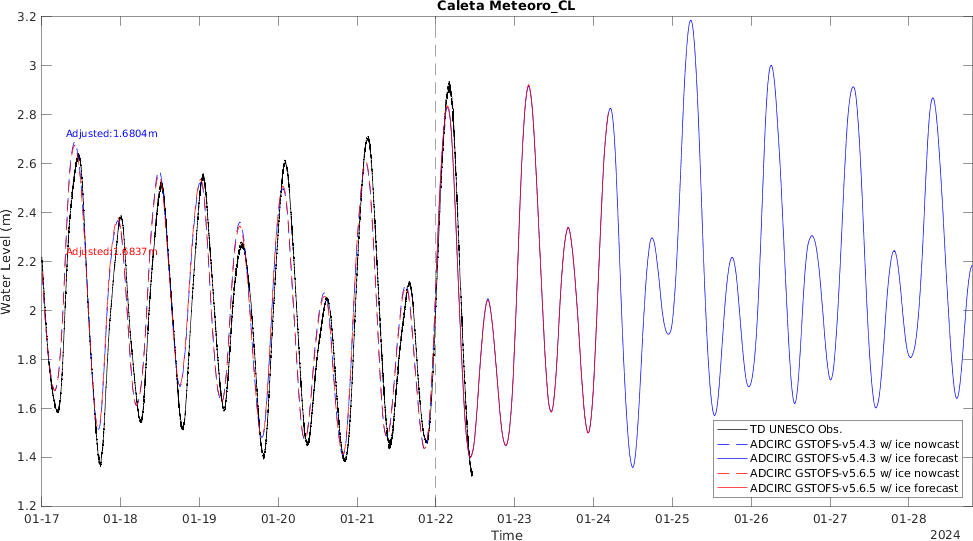 Caleta Meteoro_CL
3.2
3
2.8
2.6
2.4
2.2
2
1.8
1.6
1.4
1.2
Water Level (m)
Adjusted:1.6804m
Adjusted:1.6837m
TD UNESCO Obs.
ADCIRC GSTOFS-v5.4.3 w/ ice nowcast
ADCIRC GSTOFS-v5.4.3 w/ ice forecast
ADCIRC GSTOFS-v5.6.5 w/ ice nowcast
ADCIRC GSTOFS-v5.6.5 w/ ice forecast
01-17 01-18 01-19 01-20 01-21 01-22 01-23 01-24 01-25 01-26 01-27 01-28
Time
2024